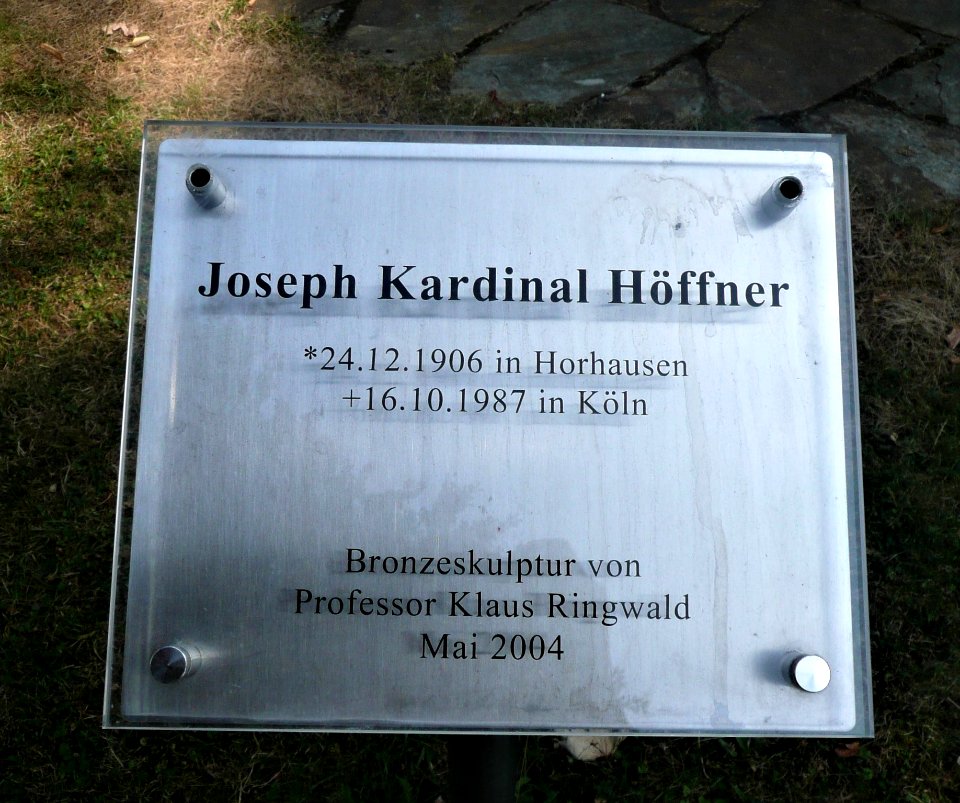 Joseph Kardinal Höffner
*24.12.1906 in Horhausen
+16.10.1987 in Köln
Bronzeskulptur von
Professor Klaus Ringwald
Mai 2004